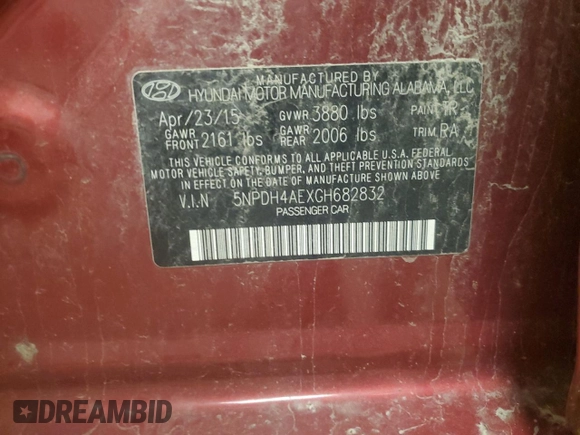 MANUFACTURED BY
HYUNDAI MOTOR MANUFACTURING ALABAMA, LLC
Apr/23/15 GVWR 3880 lbs PAINT TR
GAWR FRONT 2161 lbs GAWR REAR 2006 lbs TRIM RA
THIS VEHICLE CONFORMS TO ALL APPLICABLE U.S.A. FEDERAL
MOTOR VEHICLE SAFETY, BUMPER, AND THEFT PREVENTION STANDARDS
IN EFFECT ON THE DATE OF MANUFACTURE SHOWN ABOVE
V.I.N 5NPDH4AEXGH682832
PASSENGER CAR
DREAMBID